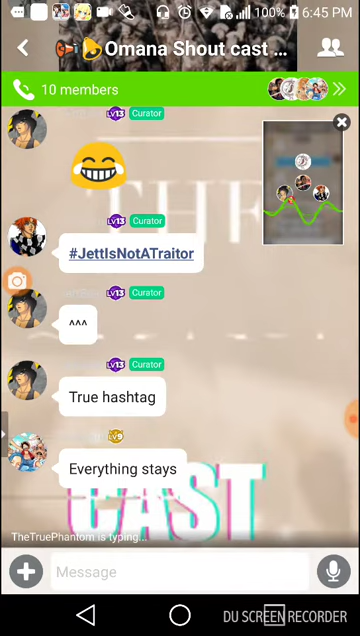 100% 6:45 PM
Omana Shout cast ...
10 members
LV13 Curator
THE
LV13 Curator
#JettIsNotATraitor
LV13 Curator
^^^
LV13 Curator
True hashtag
LV9
Everything stays
CAST
TheTruePhantom is typing...
Message
DU SCREEN RECORDER